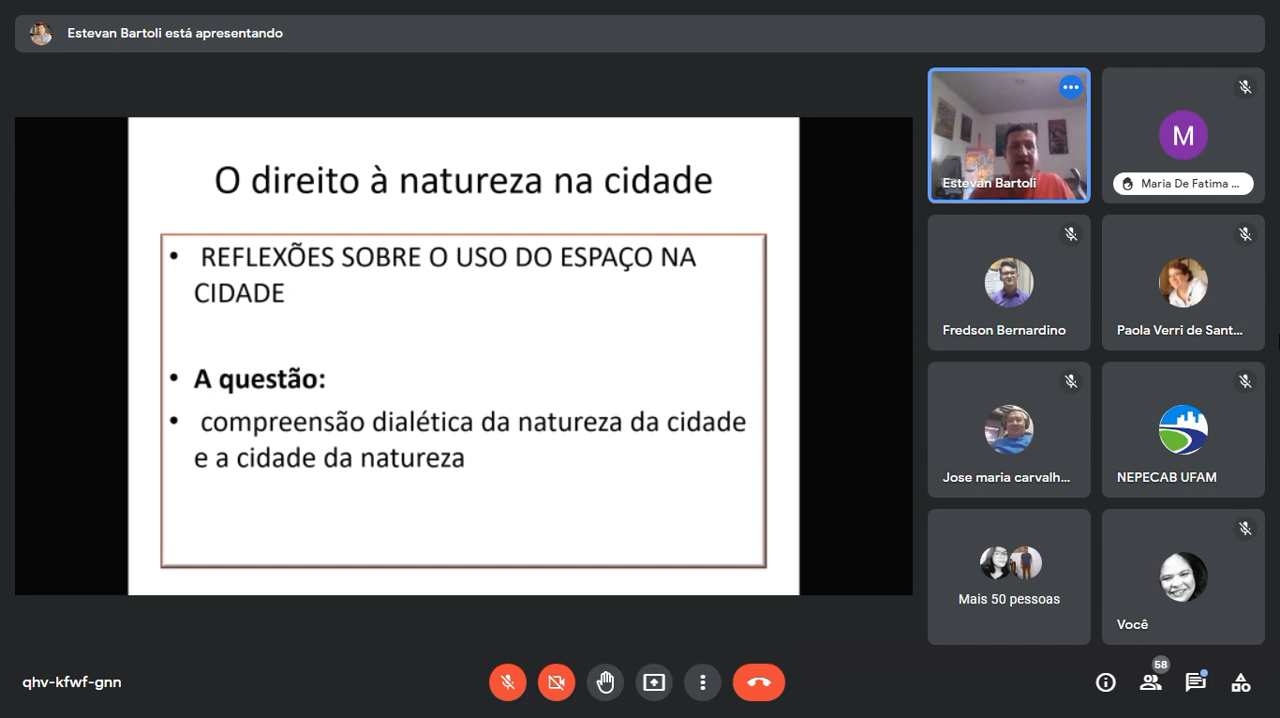 Estevan Bartoli está apresentando
O direito à natureza na cidade
• REFLEXÕES SOBRE O USO DO ESPAÇO NA
CIDADE
• A questão:
• compreensão dialética da natureza da cidade
e a cidade da natureza
Estevan Bartoli
M
Maria De Fatima ...
Fredson Bernardino
Paola Verri de Sant...
Jose maria carvalh...
NEPECAB UFAM
Mais 50 pessoas
Você
qhv-kfwf-gnn
58